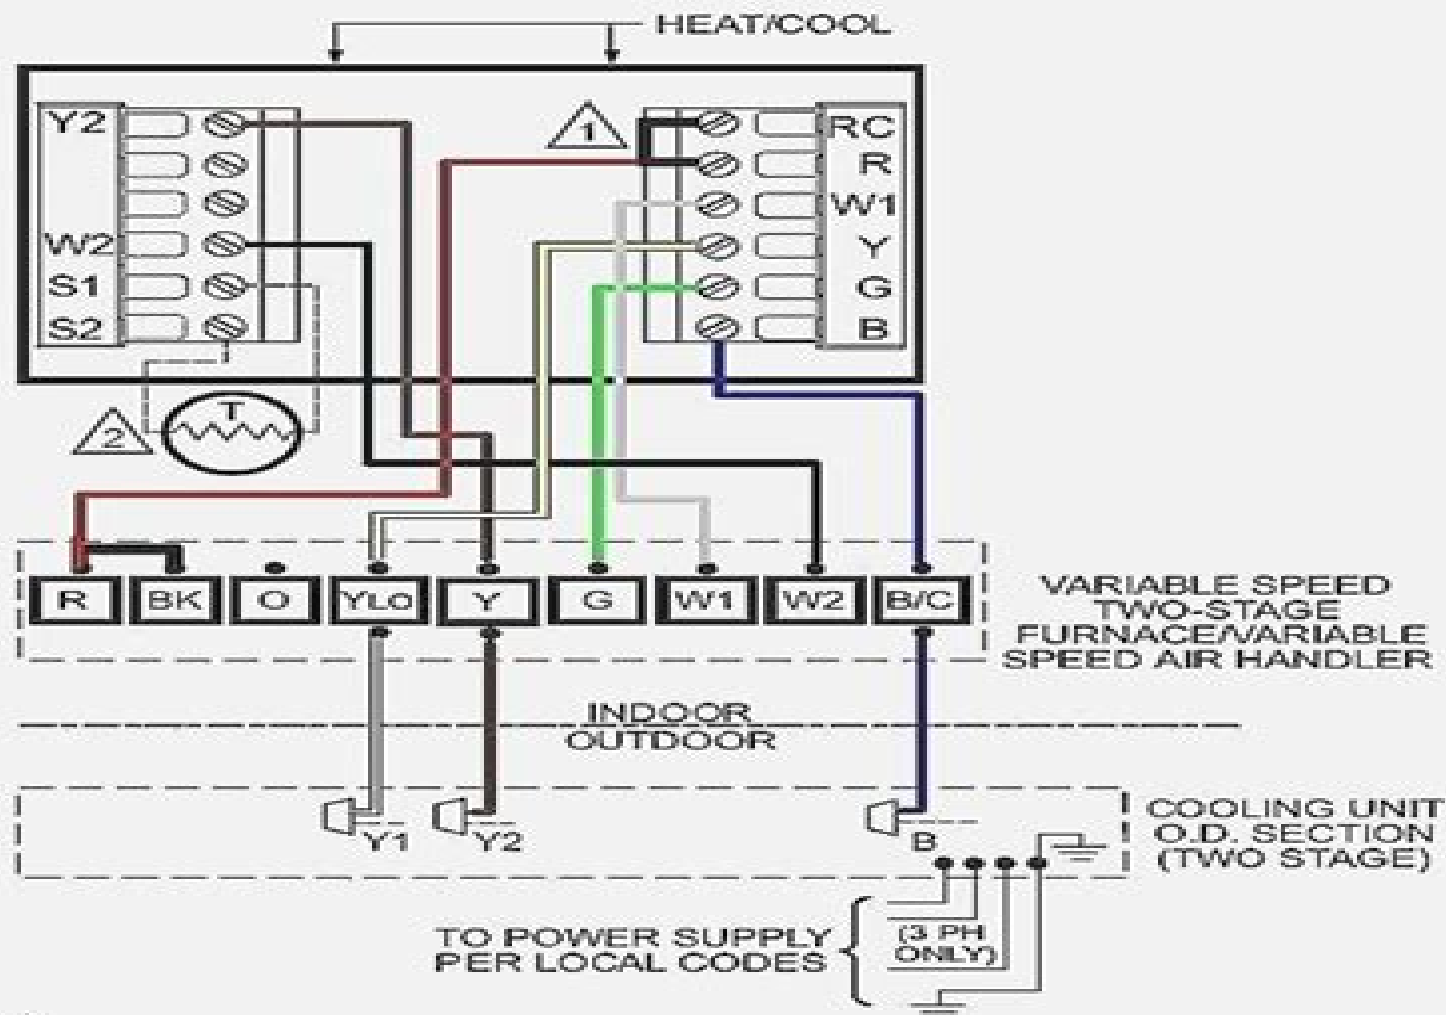 HEAT/COOL
Y2
W2
S1
S2
1
RC
R
W1
Y
G
B
T
2
R BK O YLO Y G W1 W2 B/C
VARIABLE SPEED
TWO-STAGE
FURNACE/VARIABLE
SPEED AIR HANDLER
INDOOR
OUTDOOR
Y1 Y2 B
COOLING UNIT
O.D. SECTION
(TWO STAGE)
TO POWER SUPPLY
PER LOCAL CODES
(3 PH
ONLY)